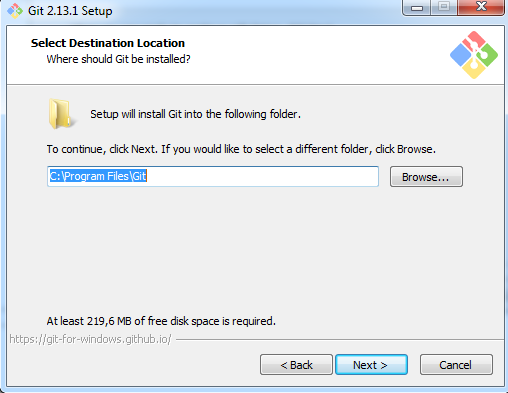 Git 2.13.1 Setup
Select Destination Location
Where should Git be installed?
Setup will install Git into the following folder.
To continue, click Next. If you would like to select a different folder, click Browse.
C:\Program Files\Git
Browse...
At least 219,6 MB of free disk space is required.
https://git-for-windows.github.io/
< Back
Next >
Cancel